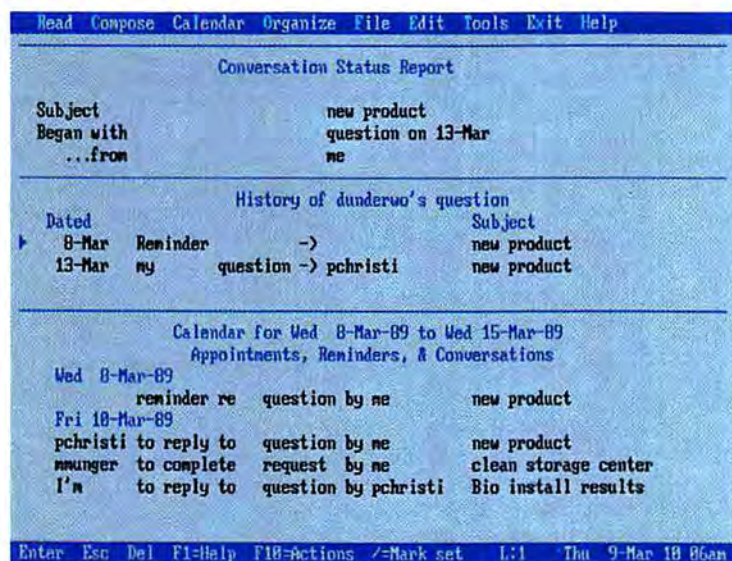 Read Compose Calendar Organize File Edit Tools Exit Help
Conversation Status Report
Subject new product
Began with question on 13-Mar
...from me
History of dunderwo's question
Dated Subject
8-Mar Reminder -> new product
13-Mar my question -> pchristi new product
Calendar for Wed 8-Mar-89 to Wed 15-Mar-89
Appointments, Reminders, & Conversations
Wed 8-Mar-89
reminder re question by me new product
Fri 10-Mar-89
pchristi to reply to question by me new product
mmunger to complete request by me clean storage center
I'm to reply to question by pchristi Bio install results
Enter Esc Del F1=Help F10=Actions /=Mark set L:1 Thu 9-Mar 10 06am